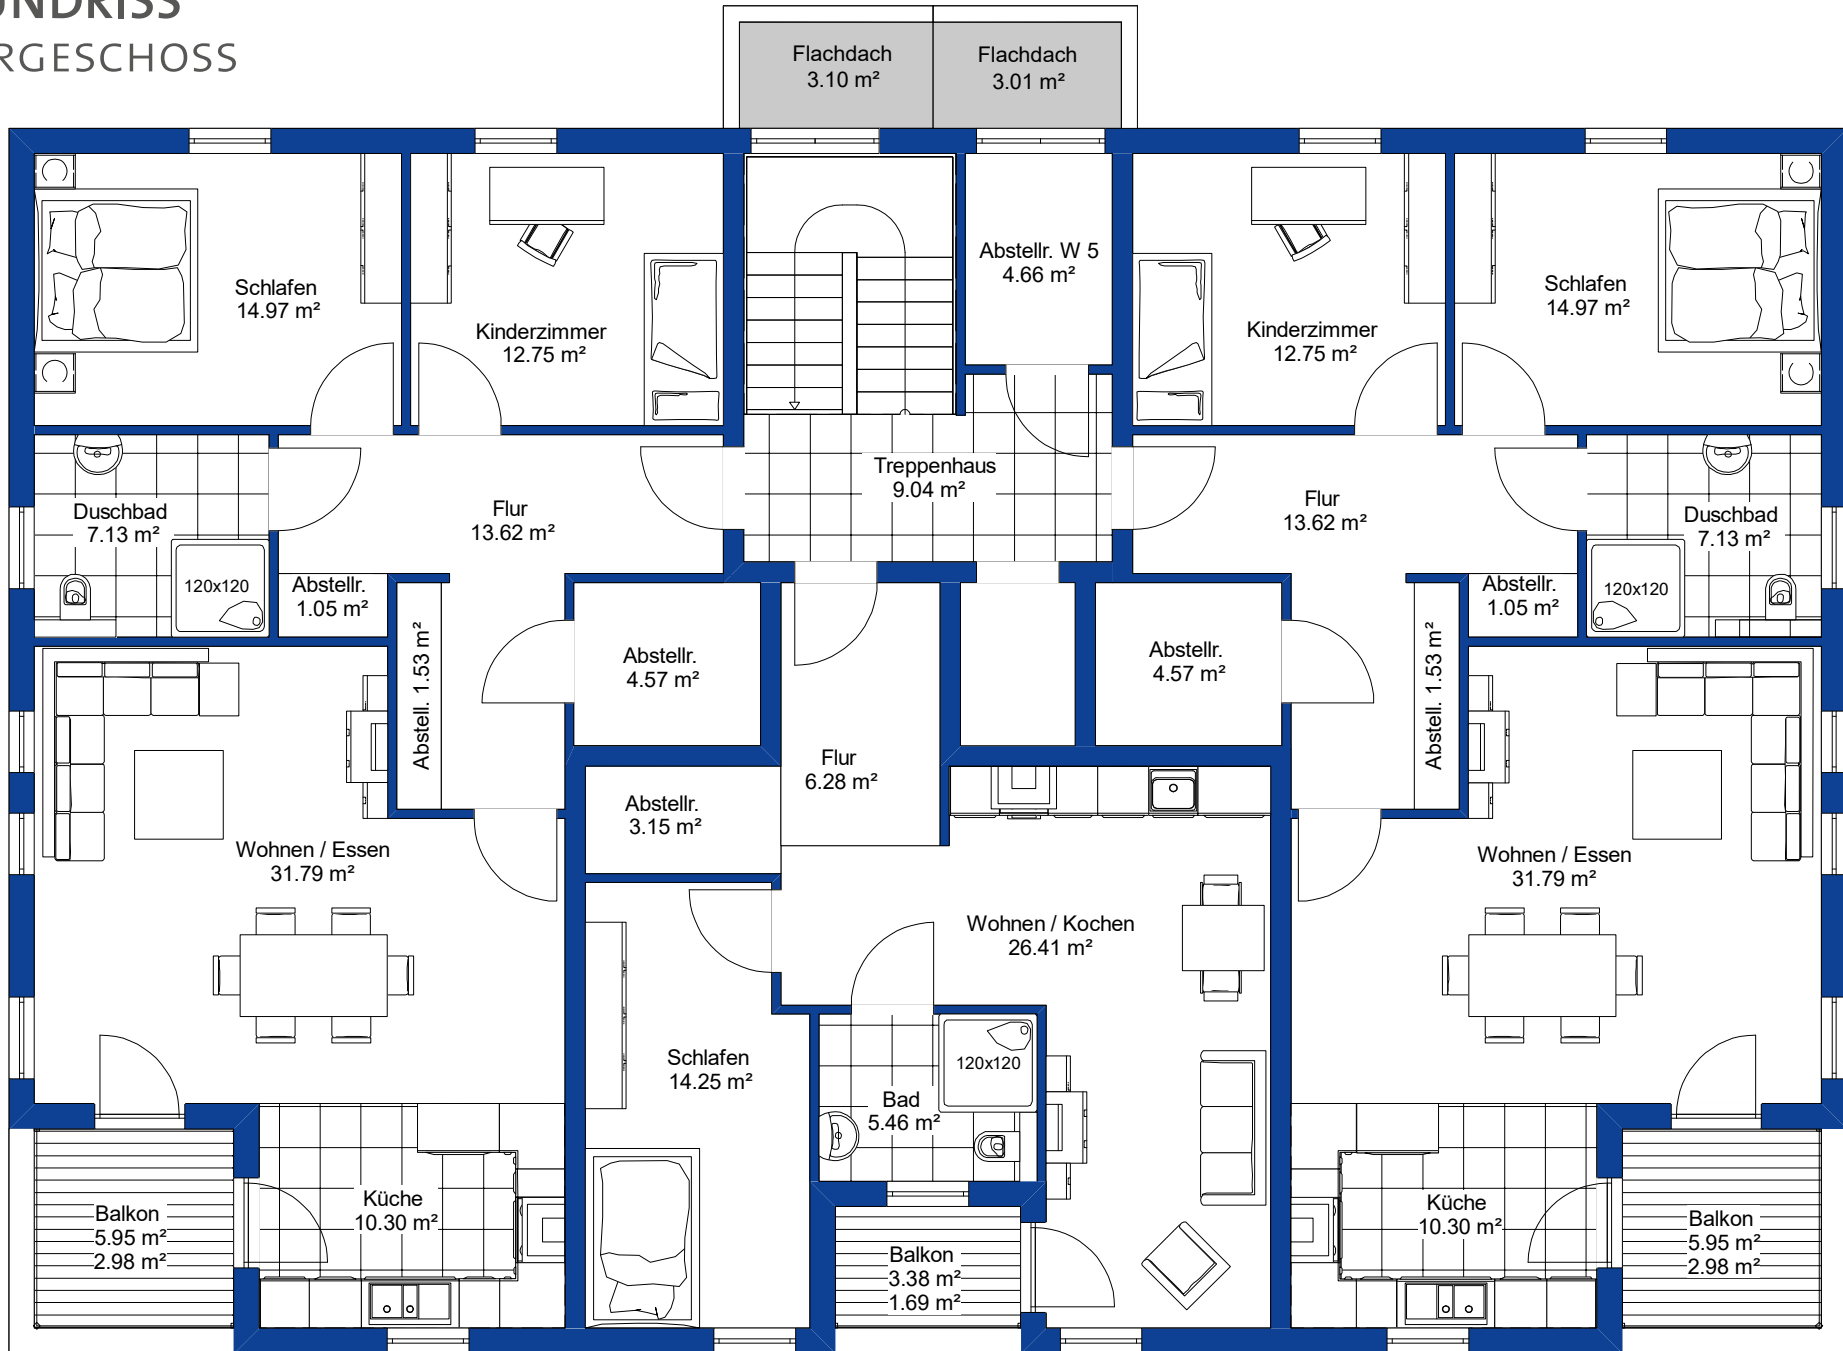 UNDRISS
RGESCHOSS
Flachdach
3.10 m²
Flachdach
3.01 m²
Schlafen
14.97 m²
Kinderzimmer
12.75 m²
Abstellr. W 5
4.66 m²
Kinderzimmer
12.75 m²
Schlafen
14.97 m²
Duschbad
7.13 m²
120x120
Flur
13.62 m²
Treppenhaus
9.04 m²
Flur
13.62 m²
Duschbad
7.13 m²
120x120
Abstellr.
1.05 m²
Abstell. 1.53 m²
Abstellr.
4.57 m²
Abstellr.
4.57 m²
Abstell. 1.53 m²
Abstellr.
1.05 m²
Flur
6.28 m²
Abstellr.
3.15 m²
Wohnen / Essen
31.79 m²
Wohnen / Kochen
26.41 m²
Wohnen / Essen
31.79 m²
Schlafen
14.25 m²
120x120
Bad
5.46 m²
Balkon
5.95 m²
2.98 m²
Küche
10.30 m²
Balkon
3.38 m²
1.69 m²
Küche
10.30 m²
Balkon
5.95 m²
2.98 m²